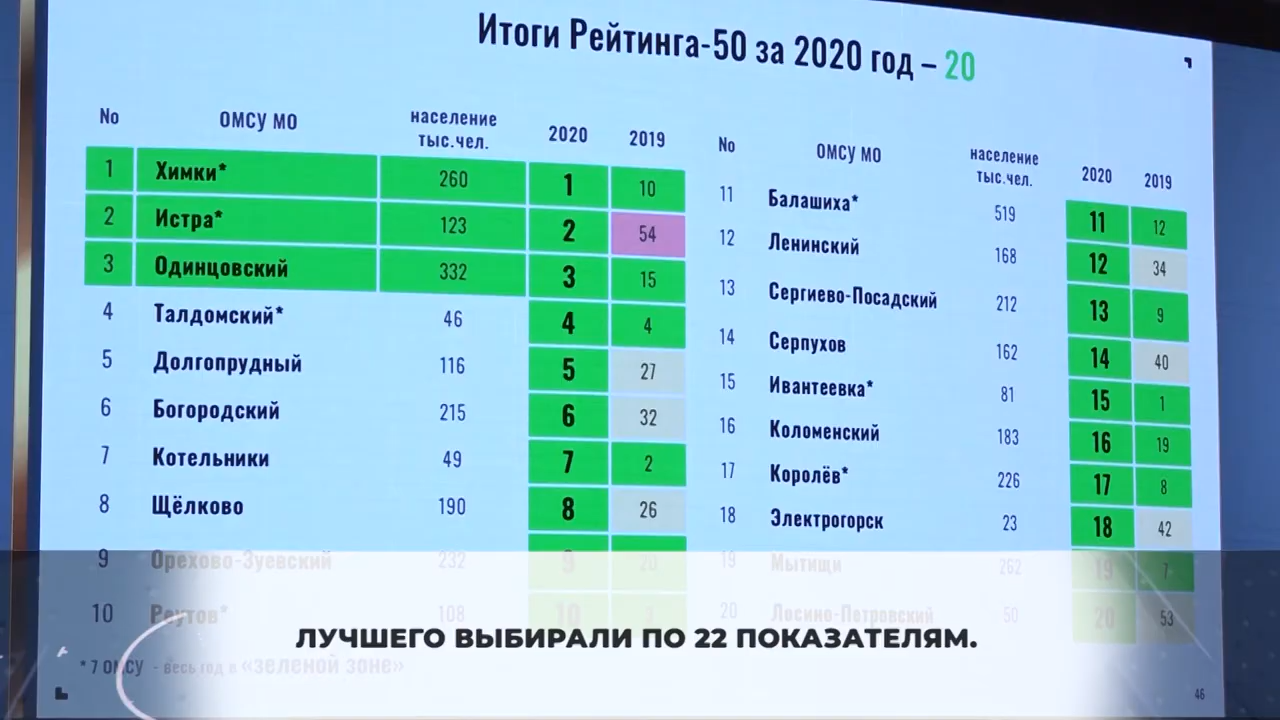 Итоги Рейтинга-50 за 2020 год – 20
No ОМСУ МО население тыс.чел. 2020 2019
1 Химки* 260 1 10
2 Истра* 123 2 54
3 Одинцовский 332 3 15
4 Талдомский* 46 4 4
5 Долгопрудный 116 5 27
6 Богородский 215 6 32
7 Котельники 49 7 2
8 Щёлково 190 8 26
9 Орехово-Зуевский 232 9 20
10 Реутов* 108 10 3
No ОМСУ МО население тыс.чел. 2020 2019
11 Балашиха* 519 11 12
12 Ленинский 168 12 34
13 Сергиево-Посадский 212 13 9
14 Серпухов 162 14 40
15 Ивантеевка* 81 15 1
16 Коломенский 183 16 19
17 Королёв* 226 17 8
18 Электрогорск 23 18 42
19 Мытищи 262 19 7
20 Лосино-Петровский 50 20 53
* 7 ОМСУ - весь год в «зеленой зоне»
46
ЛУЧШЕГО ВЫБИРАЛИ ПО 22 ПОКАЗАТЕЛЯМ.